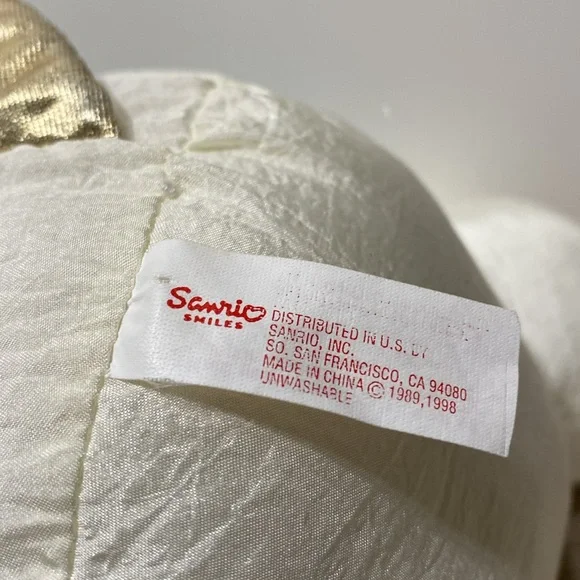 Sanrio
SMILES
DISTRIBUTED IN U.S. BY
SANRIO, INC.
SO. SAN FRANCISCO, CA 94080
MADE IN CHINA © 1989,1998
UNWASHABLE